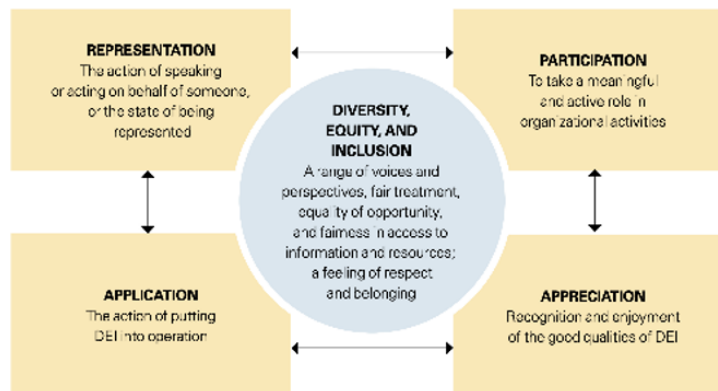 REPRESENTATION
The action of speaking
or acting on behalf of someone,
or the state of being
represented
PARTICIPATION
To take a meaningful
and active role in
organizational activities
DIVERSITY,
EQUITY, AND
INCLUSION
A range of voices and
perspectives, fair treatment,
equality of opportunity,
and fairness in access to
information and resources;
a feeling of respect
and belonging
APPLICATION
The action of putting
DEI into operation
APPRECIATION
Recognition and enjoyment
of the good qualities of DEI